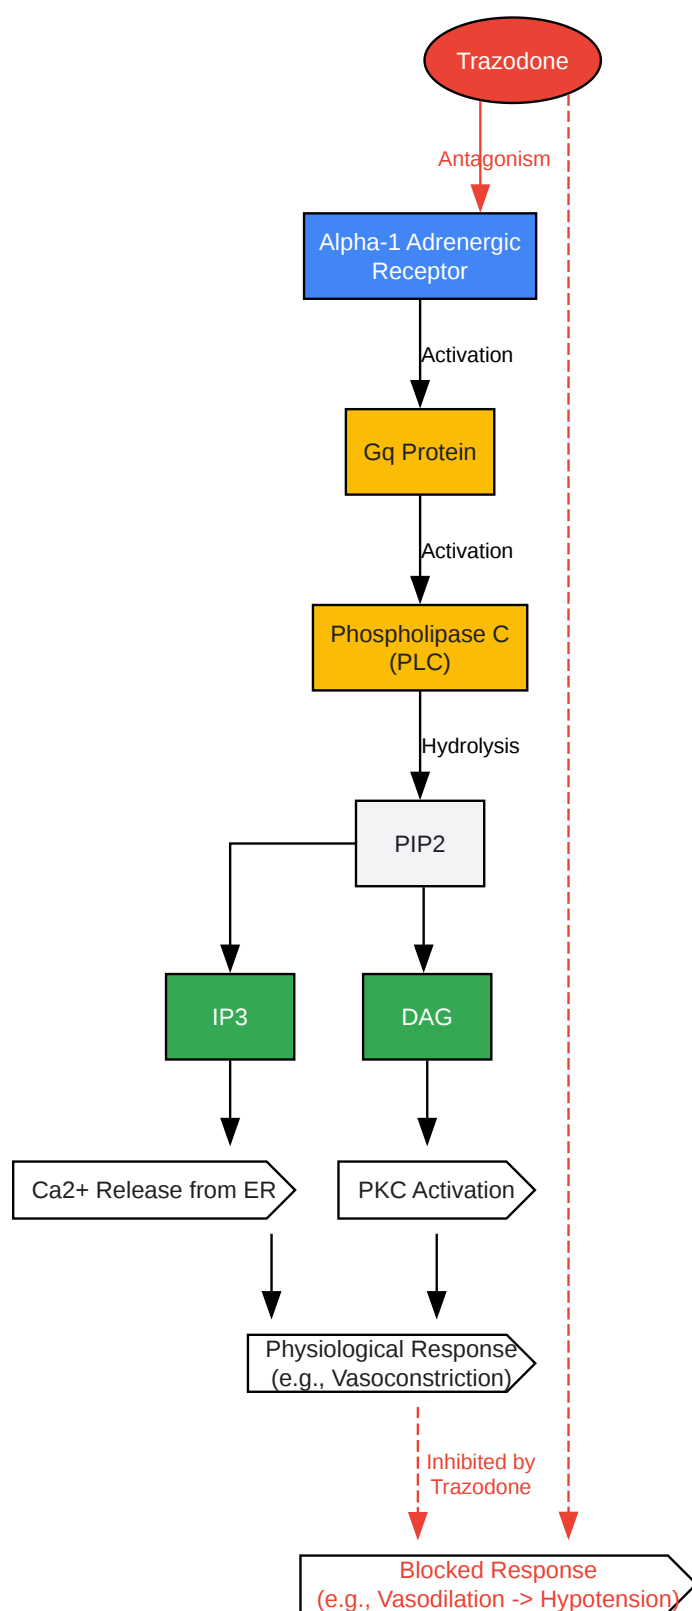 Trazodone
Antagonism
Alpha-1 Adrenergic
Receptor
Activation
Gq Protein
Activation
Phospholipase C
(PLC)
Hydrolysis
PIP2
IP3
DAG
Ca2+ Release from ER
PKC Activation
Physiological Response
(e.g., Vasoconstriction)
Inhibited by
Trazodone
Blocked Response
(e.g., Vasodilation -> Hypotension)